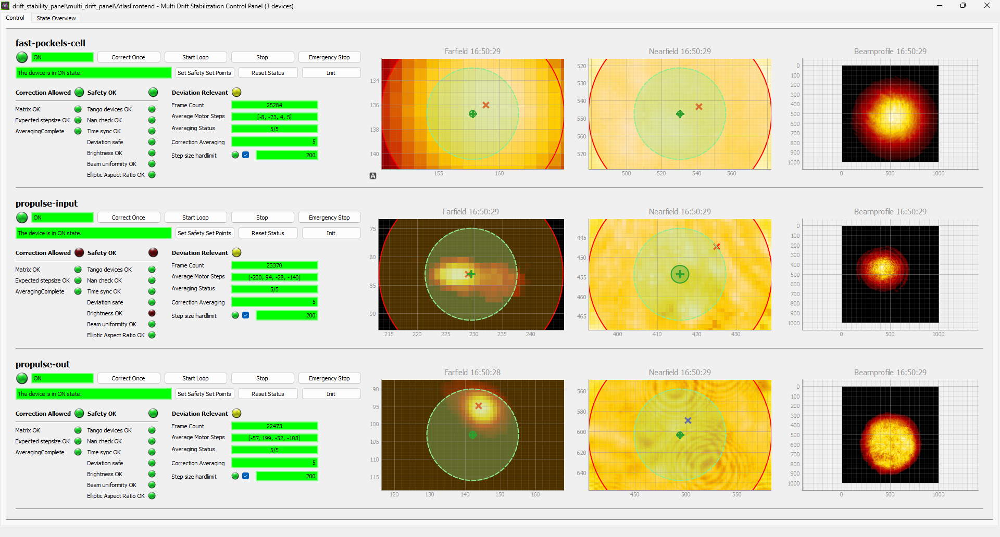 drift_stability_panel\multi_drift_panel\AtlasFrontend - Multi Drift Stabilization Control Panel (3 devices)
Control State Overview
fast-pockels-cell
ON Correct Once Start Loop Stop Emergency Stop
The device is in ON state. Set Safety Set Points Reset Status Init
Correction Allowed Safety OK Deviation Relevant
Matrix OK Tango devices OK Frame Count 25284
Expected stepsize OK Nan check OK Average Motor Steps [-8, -23, 4, 5]
AveragingComplete Time sync OK Averaging Status 5/5
Deviation safe Correction Averaging 5
Brightness OK Step size hardlimit 200
Beam uniformity OK
Elliptic Aspect Ratio OK
Farfield 16:50:29
134
136
138
140
155 160
A
Nearfield 16:50:29
520
530
540
550
560
570
500 520 540 560
Beamprofile 16:50:29
0
100
200
300
400
500
600
700
800
900
1000
0 500 1000
propulse-input
ON Correct Once Start Loop Stop Emergency Stop
The device is in ON state. Set Safety Set Points Reset Status Init
Correction Allowed Safety OK Deviation Relevant
Matrix OK Tango devices OK Frame Count 23370
Expected stepsize OK Nan check OK Average Motor Steps [-200, 94, -28, -140]
AveragingComplete Time sync OK Averaging Status 5/5
Deviation safe Correction Averaging 5
Brightness OK Step size hardlimit 200
Beam uniformity OK
Elliptic Aspect Ratio OK
Farfield 16:50:29
75
80
85
90
215 220 225 230 235 240
Nearfield 16:50:29
445
450
455
460
465
400 410 420 430
Beamprofile 16:50:29
0
100
200
300
400
500
600
700
800
900
1000
0 500 1000
propulse-out
ON Correct Once Start Loop Stop Emergency Stop
The device is in ON state. Set Safety Set Points Reset Status Init
Correction Allowed Safety OK Deviation Relevant
Matrix OK Tango devices OK Frame Count 22473
Expected stepsize OK Nan check OK Average Motor Steps [-57, 199, -52, -103]
AveragingComplete Time sync OK Averaging Status 5/5
Deviation safe Correction Averaging 5
Brightness OK Step size hardlimit 200
Beam uniformity OK
Elliptic Aspect Ratio OK
Farfield 16:50:28
90
95
100
105
110
115
120 130 140 150 160
Nearfield 16:50:29
560
580
600
620
640
450 500 550
Beamprofile 16:50:29
0
100
200
300
400
500
600
700
800
900
1000
0 500 1000